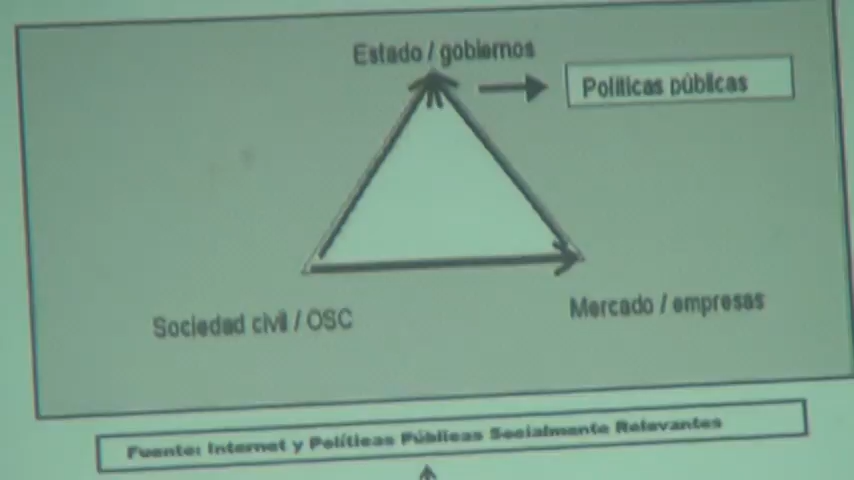 Estado / gobiernos
Políticas públicas
Sociedad civil / OSC
Mercado / empresas
Fuente: Internet y Políticas Públicas Socialmente Relevantes